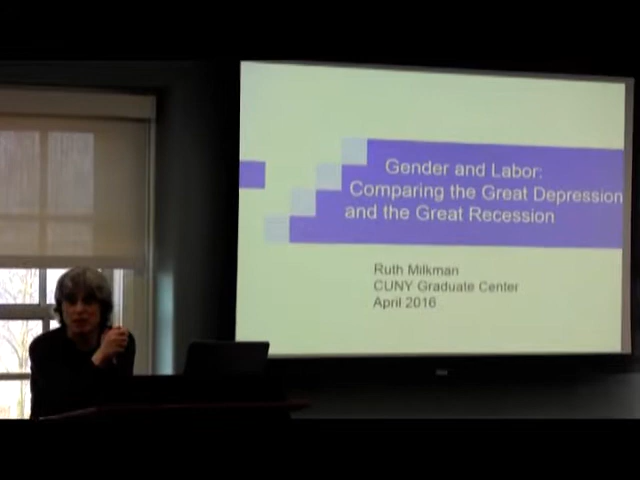 Gender and Labor:
Comparing the Great Depression
and the Great Recession
Ruth Milkman
CUNY Graduate Center
April 2016